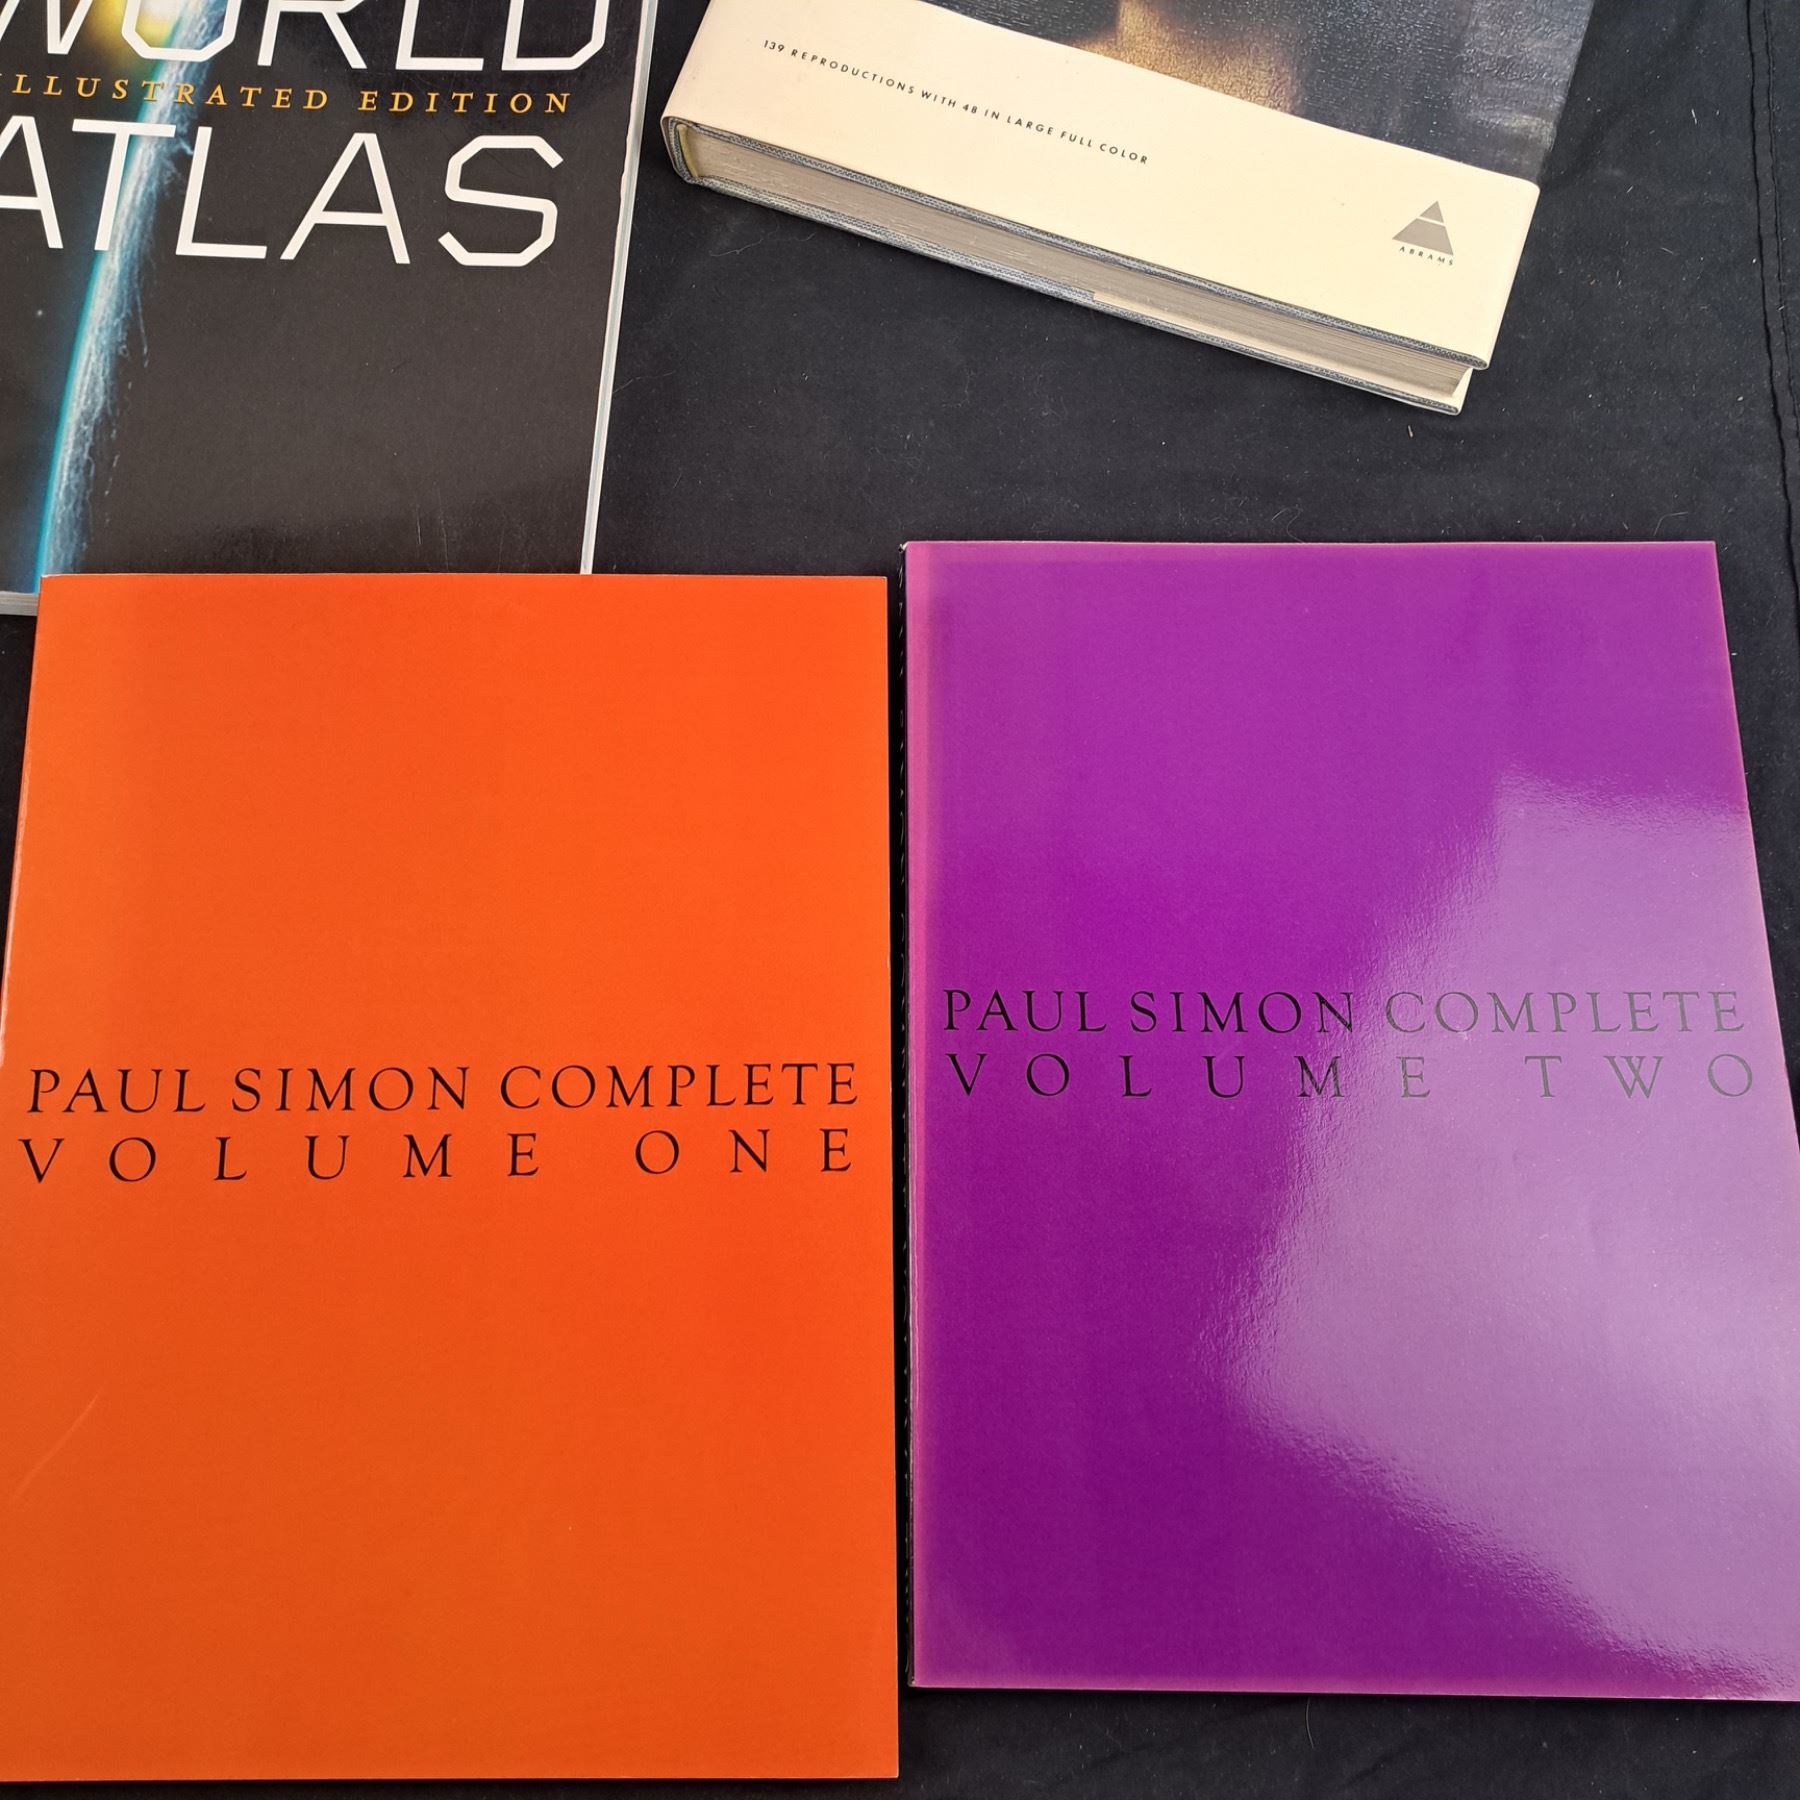 WORLD
ILLUSTRATED EDITION
ATLAS
139 REPRODUCTIONS WITH 48 IN LARGE FULL COLOR
ABRAMS
PAUL SIMON COMPLETE
VOLUME ONE
PAUL SIMON COMPLETE
VOLUME TWO